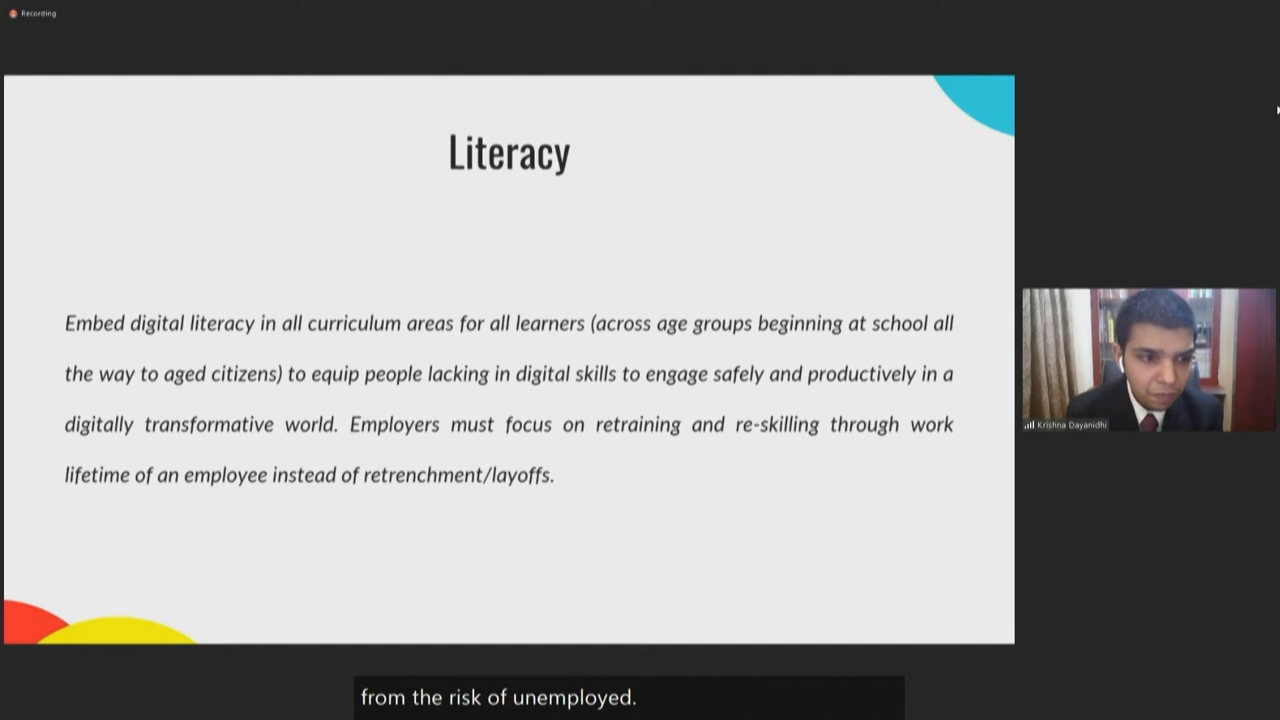 Recording
Literacy
Embed digital literacy in all curriculum areas for all learners (across age groups beginning at school all
the way to aged citizens) to equip people lacking in digital skills to engage safely and productively in a
digitally transformative world. Employers must focus on retraining and re-skilling through work
lifetime of an employee instead of retrenchment/layoffs.
Krishna Dayanidhi
from the risk of unemployed.